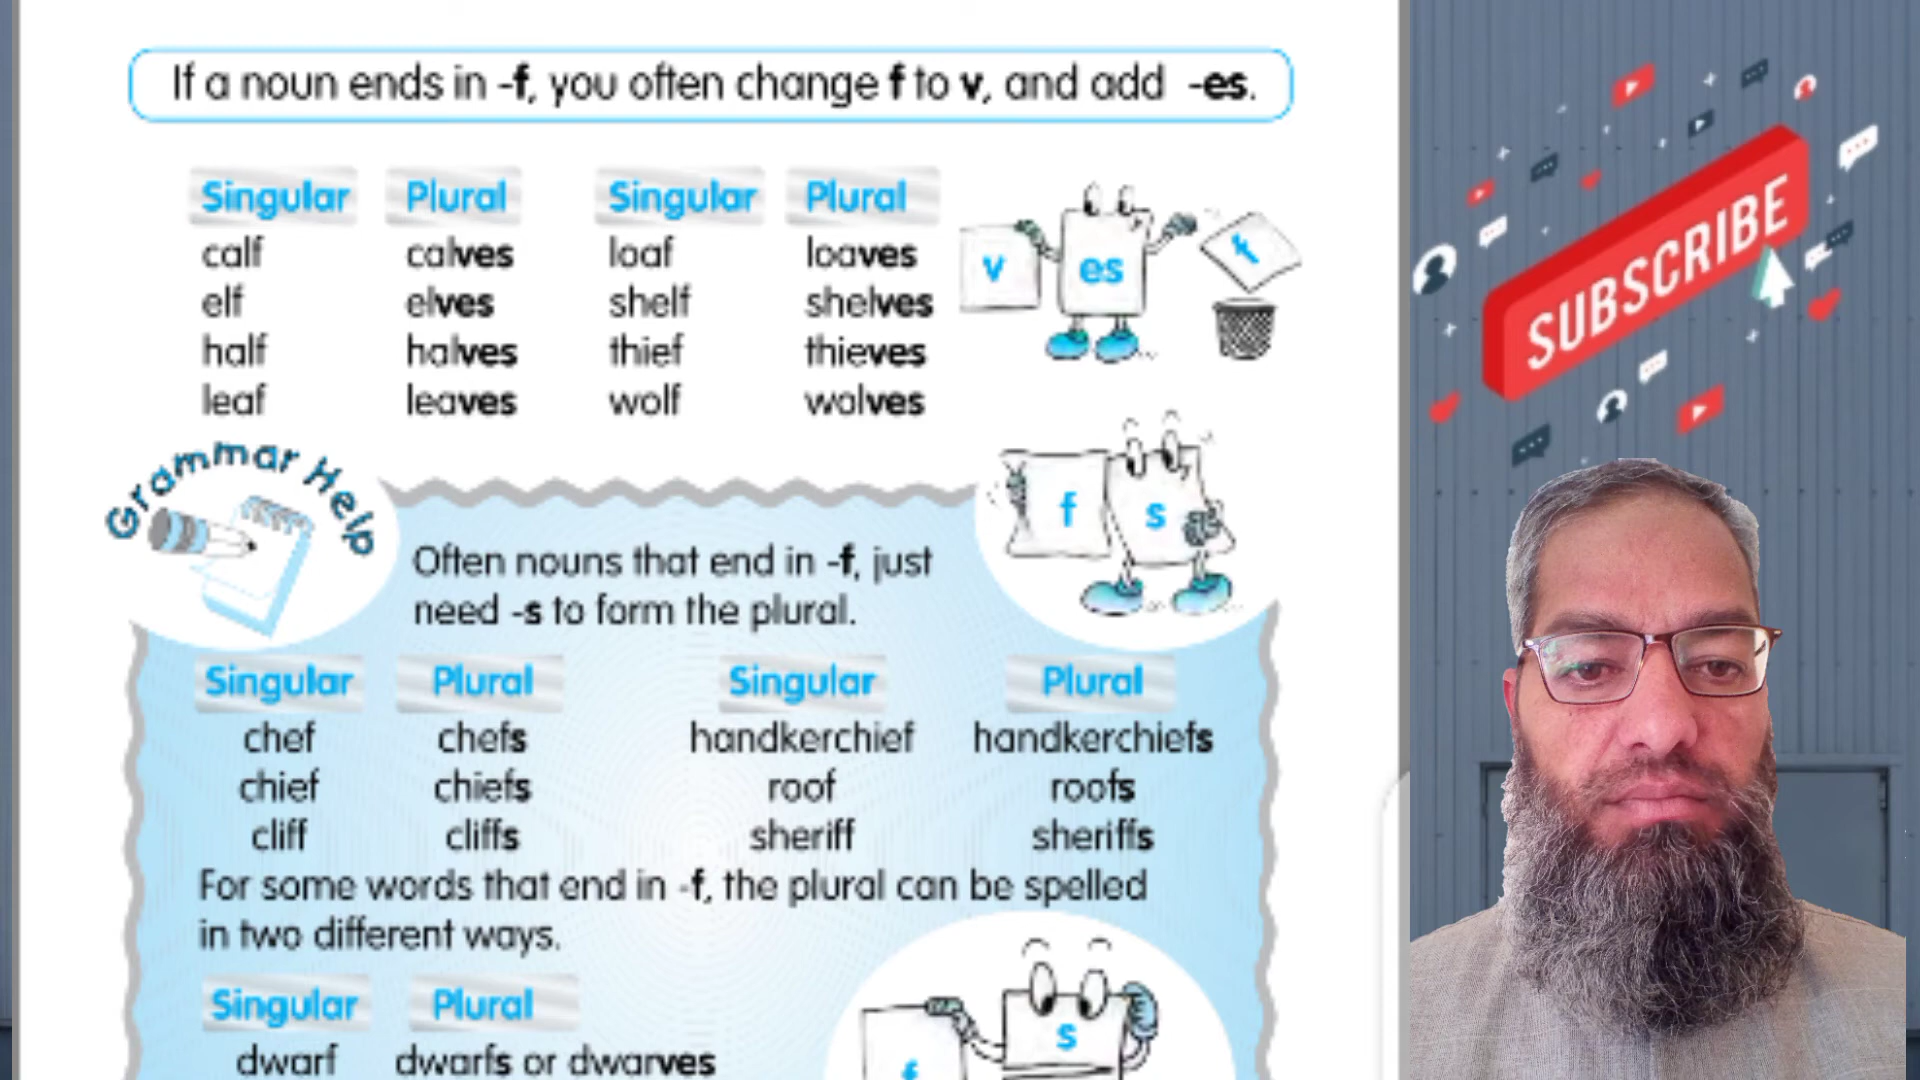 If a noun ends in -f, you often change f to v, and add -es.
Singular Plural Singular Plural
calf calves loaf loaves
elf elves shelf shelves
half halves thief thieves
leaf leaves wolf wolves
v es f
Grammar Help
f s
Often nouns that end in -f, just
need -s to form the plural.
Singular Plural Singular Plural
chef chefs handkerchief handkerchiefs
chief chiefs roof roofs
cliff cliffs sheriff sheriffs
For some words that end in -f, the plural can be spelled
in two different ways.
Singular Plural
dwarf dwarfs or dwarves
s
f
SUBSCRIBE